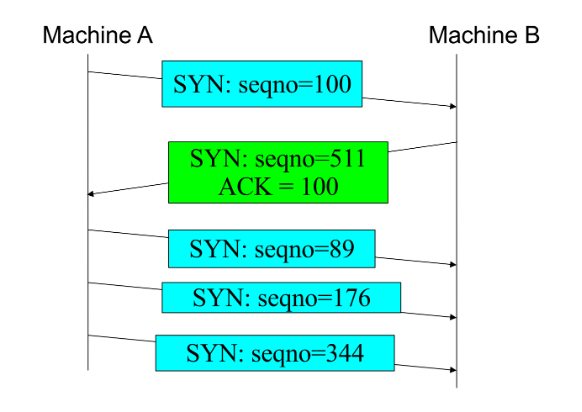 Machine A
Machine B
SYN: seqno=100
SYN: seqno=511
ACK = 100
SYN: seqno=89
SYN: seqno=176
SYN: seqno=344